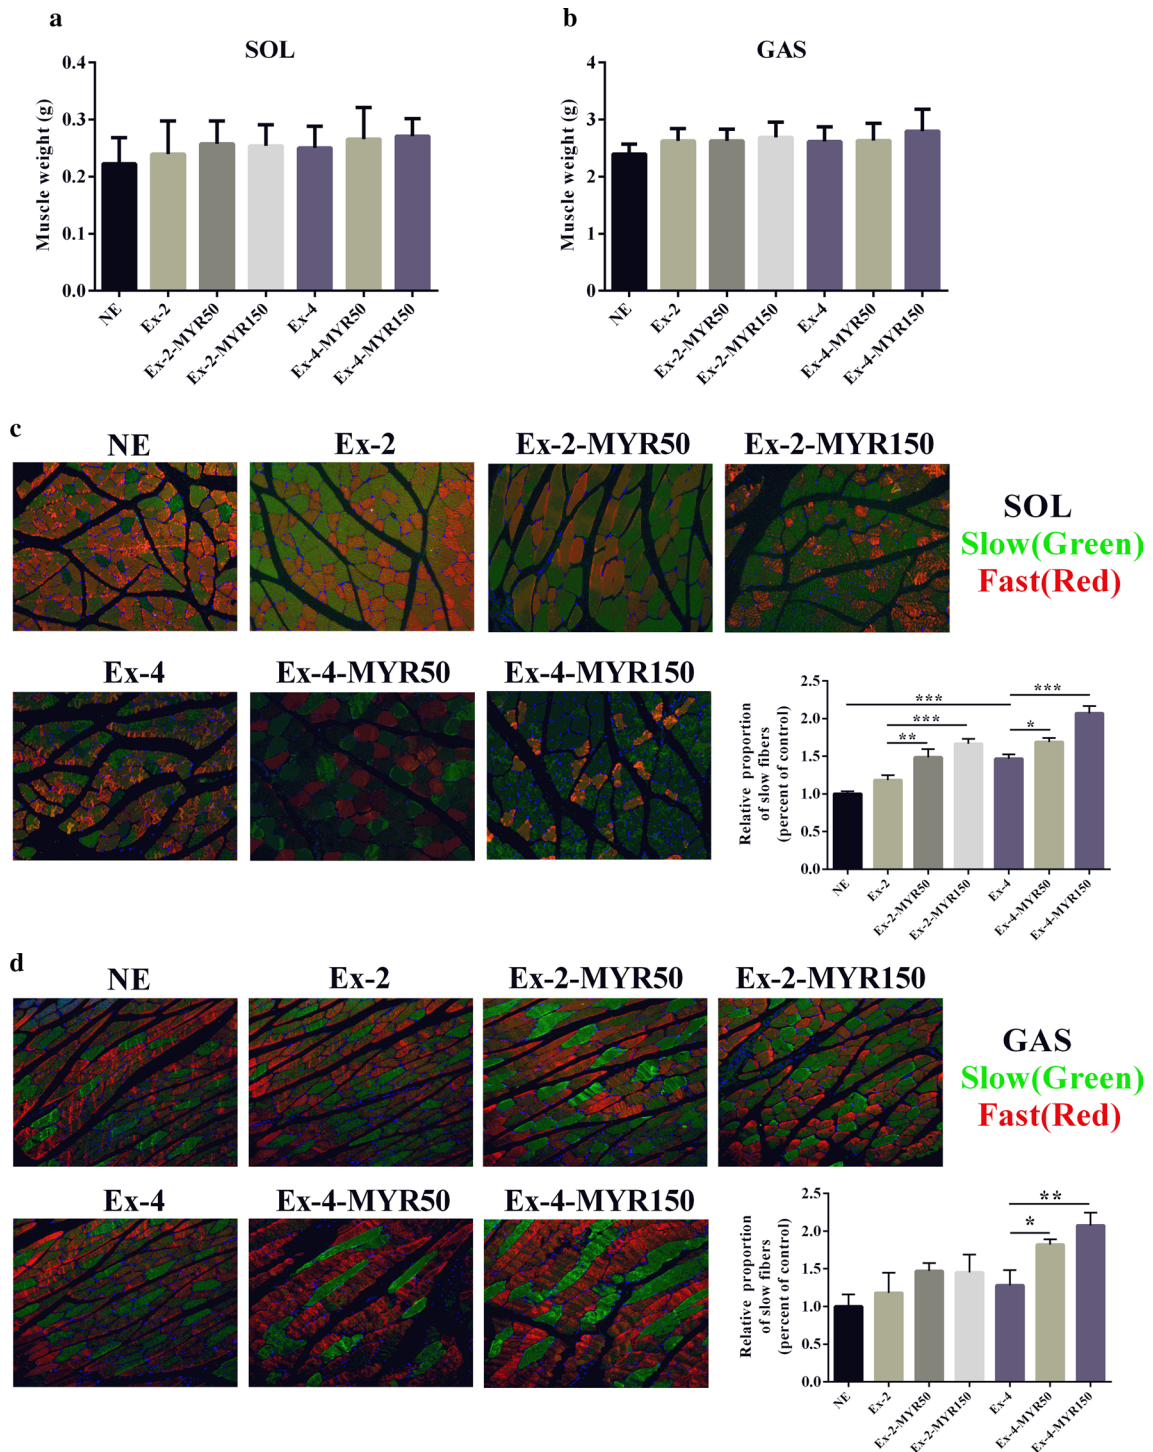 a
SOL
Muscle weight (g)
0.4
0.3
0.2
0.1
0.0
NE
Ex-2
Ex-2-MYR50
Ex-2-MYR150
Ex-4
Ex-4-MYR50
Ex-4-MYR150
b
GAS
Muscle weight (g)
4
3
2
1
0
NE
Ex-2
Ex-2-MYR50
Ex-2-MYR150
Ex-4
Ex-4-MYR50
Ex-4-MYR150
c
NE
Ex-2
Ex-2-MYR50
Ex-2-MYR150
SOL
Slow(Green)
Fast(Red)
Ex-4
Ex-4-MYR50
Ex-4-MYR150
Relative proportion
of slow fibers
(percent of control)
2.5
2.0
1.5
1.0
0.5
0.0
***
***
**
***
*
NE
Ex-2
Ex-2-MYR50
Ex-2-MYR150
Ex-4
Ex-4-MYR50
Ex-4-MYR150
d
NE
Ex-2
Ex-2-MYR50
Ex-2-MYR150
GAS
Slow(Green)
Fast(Red)
Ex-4
Ex-4-MYR50
Ex-4-MYR150
Relative proportion
of slow fibers
(percent of control)
2.5
2.0
1.5
1.0
0.5
0.0
**
*
NE
Ex-2
Ex-2-MYR50
Ex-2-MYR150
Ex-4
Ex-4-MYR50
Ex-4-MYR150